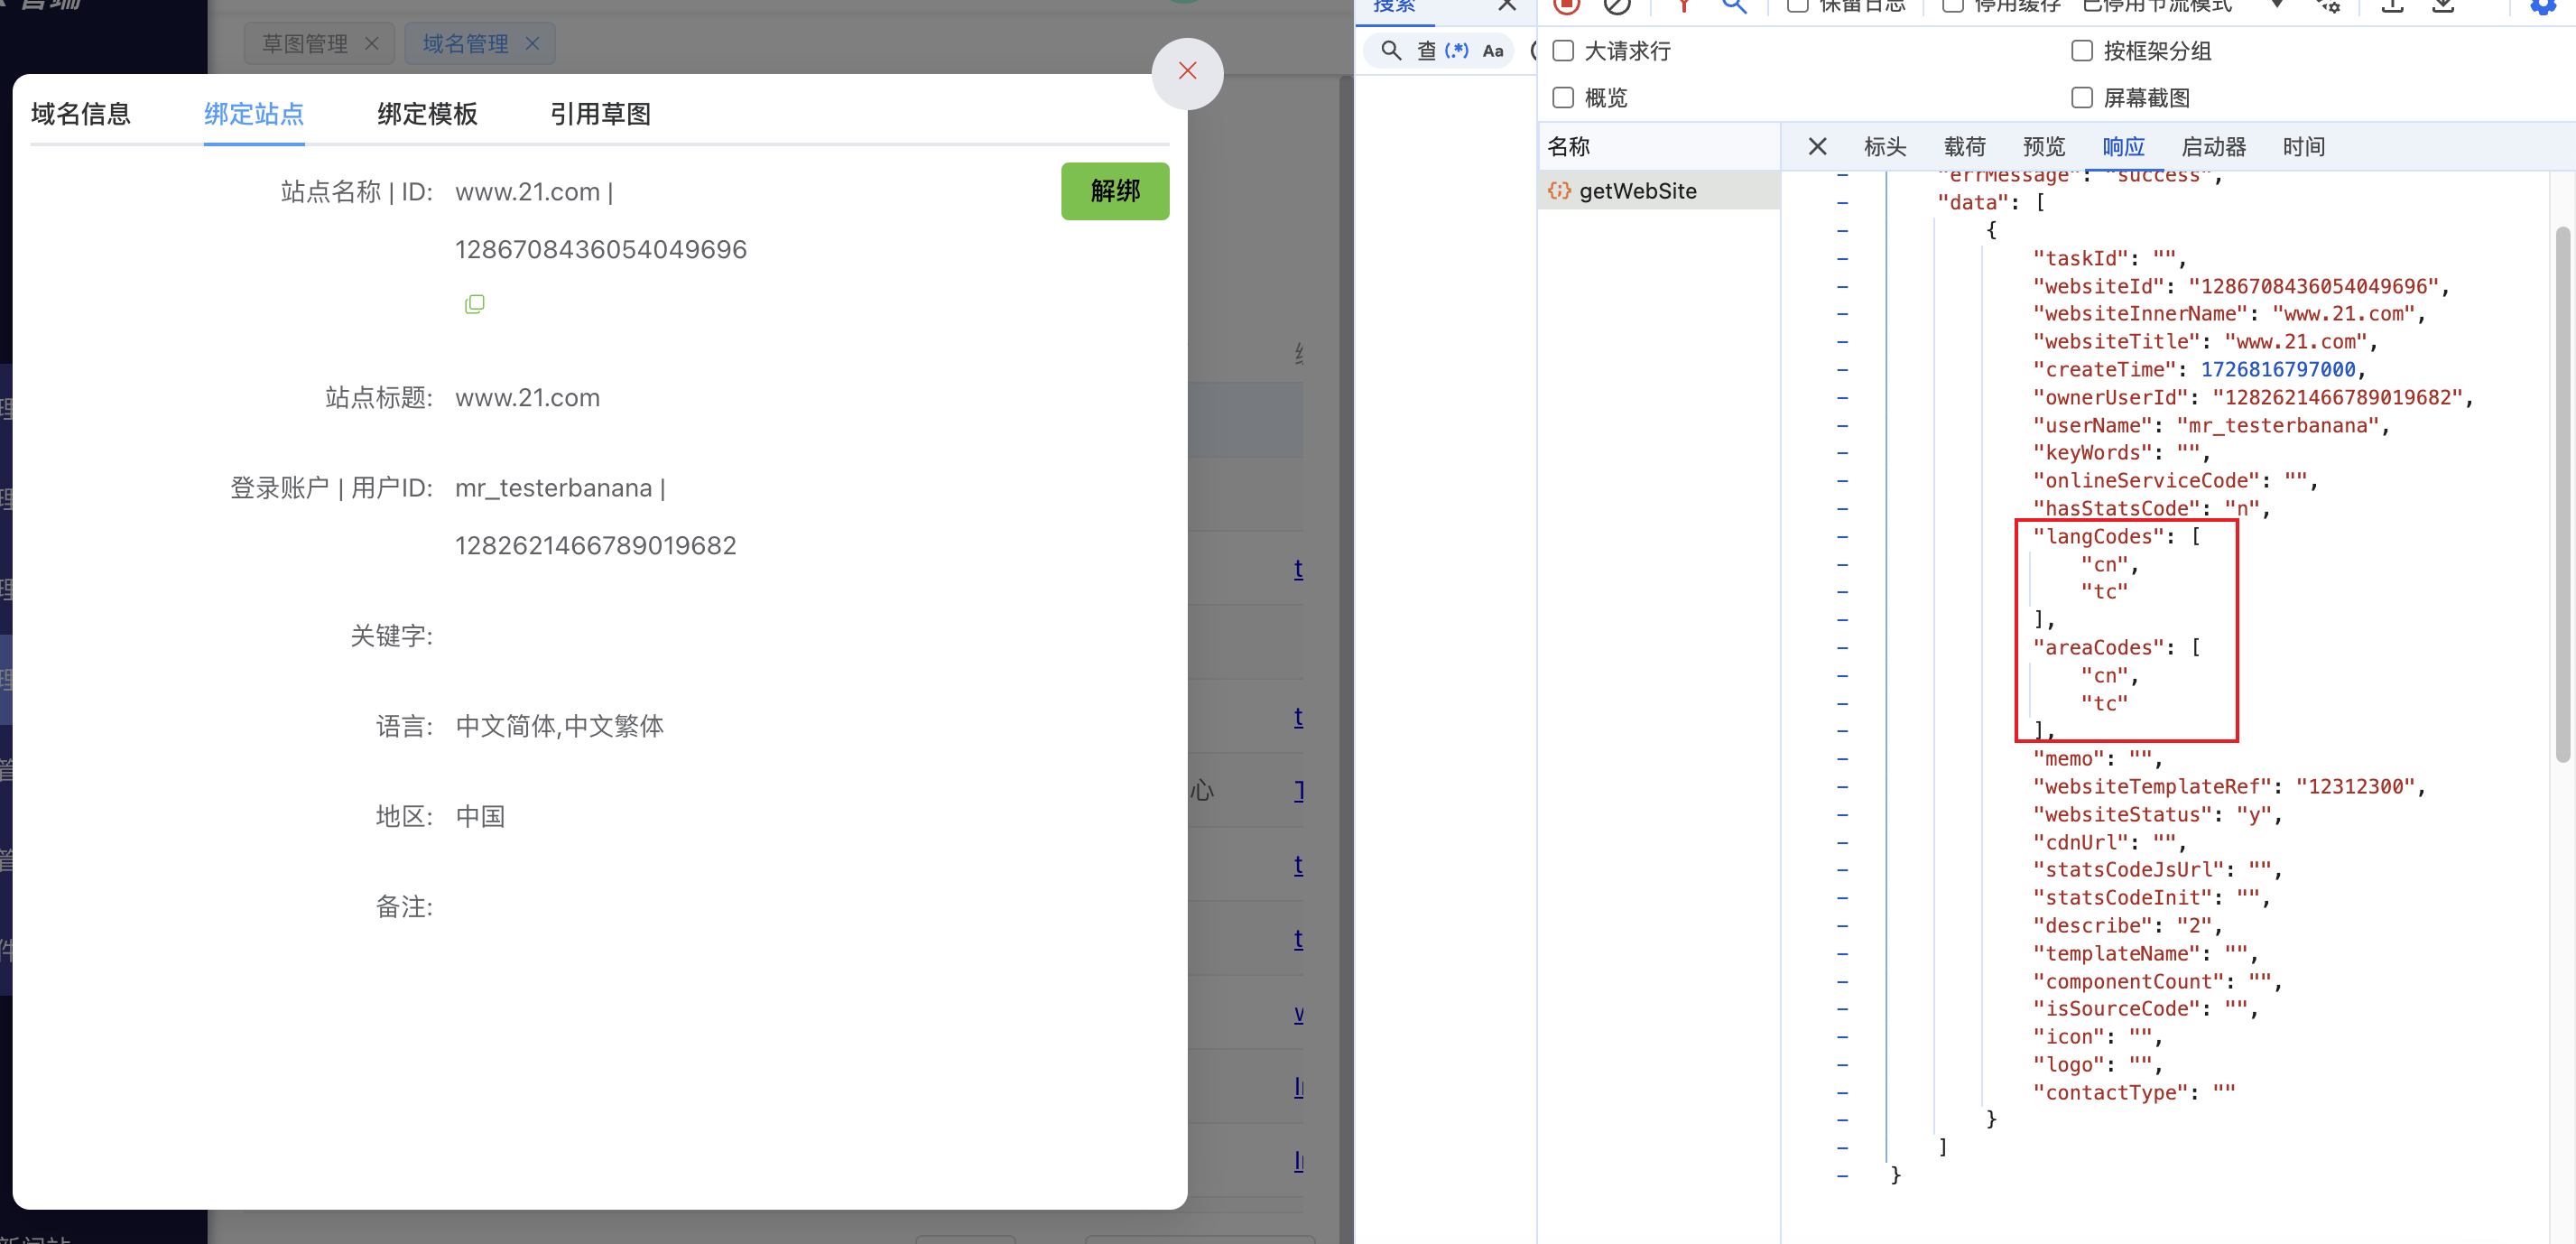 草图管理
域名管理
域名信息
绑定站点
绑定模板
引用草图
站点名称 | ID: www.21.com |
1286708436054049696
解绑
站点标题: www.21.com
登录账户 | 用户ID: mr_testerbanana |
1282621466789019682
关键字:
语言: 中文简体,中文繁体
地区: 中国
备注:
心
搜索
查 (.*) Aa
保留日志
停用缓存
已停用节流模式
大请求行
按框架分组
概览
屏幕截图
名称
标头
载荷
预览
响应
启动器
时间
getWebSite
"errMessage": "success",
"data": [
{
"taskId": "",
"websiteId": "1286708436054049696",
"websiteInnerName": "www.21.com",
"websiteTitle": "www.21.com",
"createTime": 1726816797000,
"ownerUserId": "1282621466789019682",
"userName": "mr_testerbanana",
"keyWords": "",
"onlineServiceCode": "",
"hasStatsCode": "n",
"langCodes": [
"cn",
"tc"
],
"areaCodes": [
"cn",
"tc"
],
"memo": "",
"websiteTemplateRef": "12312300",
"websiteStatus": "y",
"cdnUrl": "",
"statsCodeJsUrl": "",
"statsCodeInit": "",
"describe": "2",
"templateName": "",
"componentCount": "",
"isSourceCode": "",
"icon": "",
"logo": "",
"contactType": ""
}
]
}